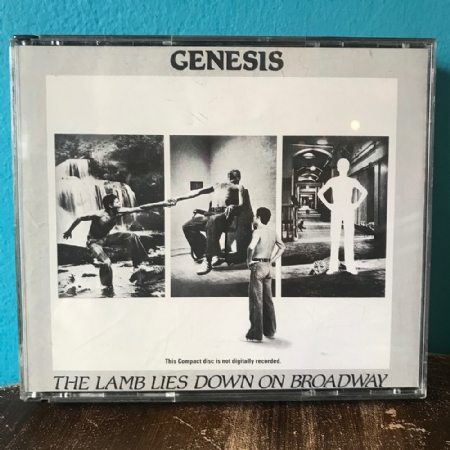 GENESIS
This Compact disc is not digitally recorded.
THE LAMB LIES DOWN ON BROADWAY